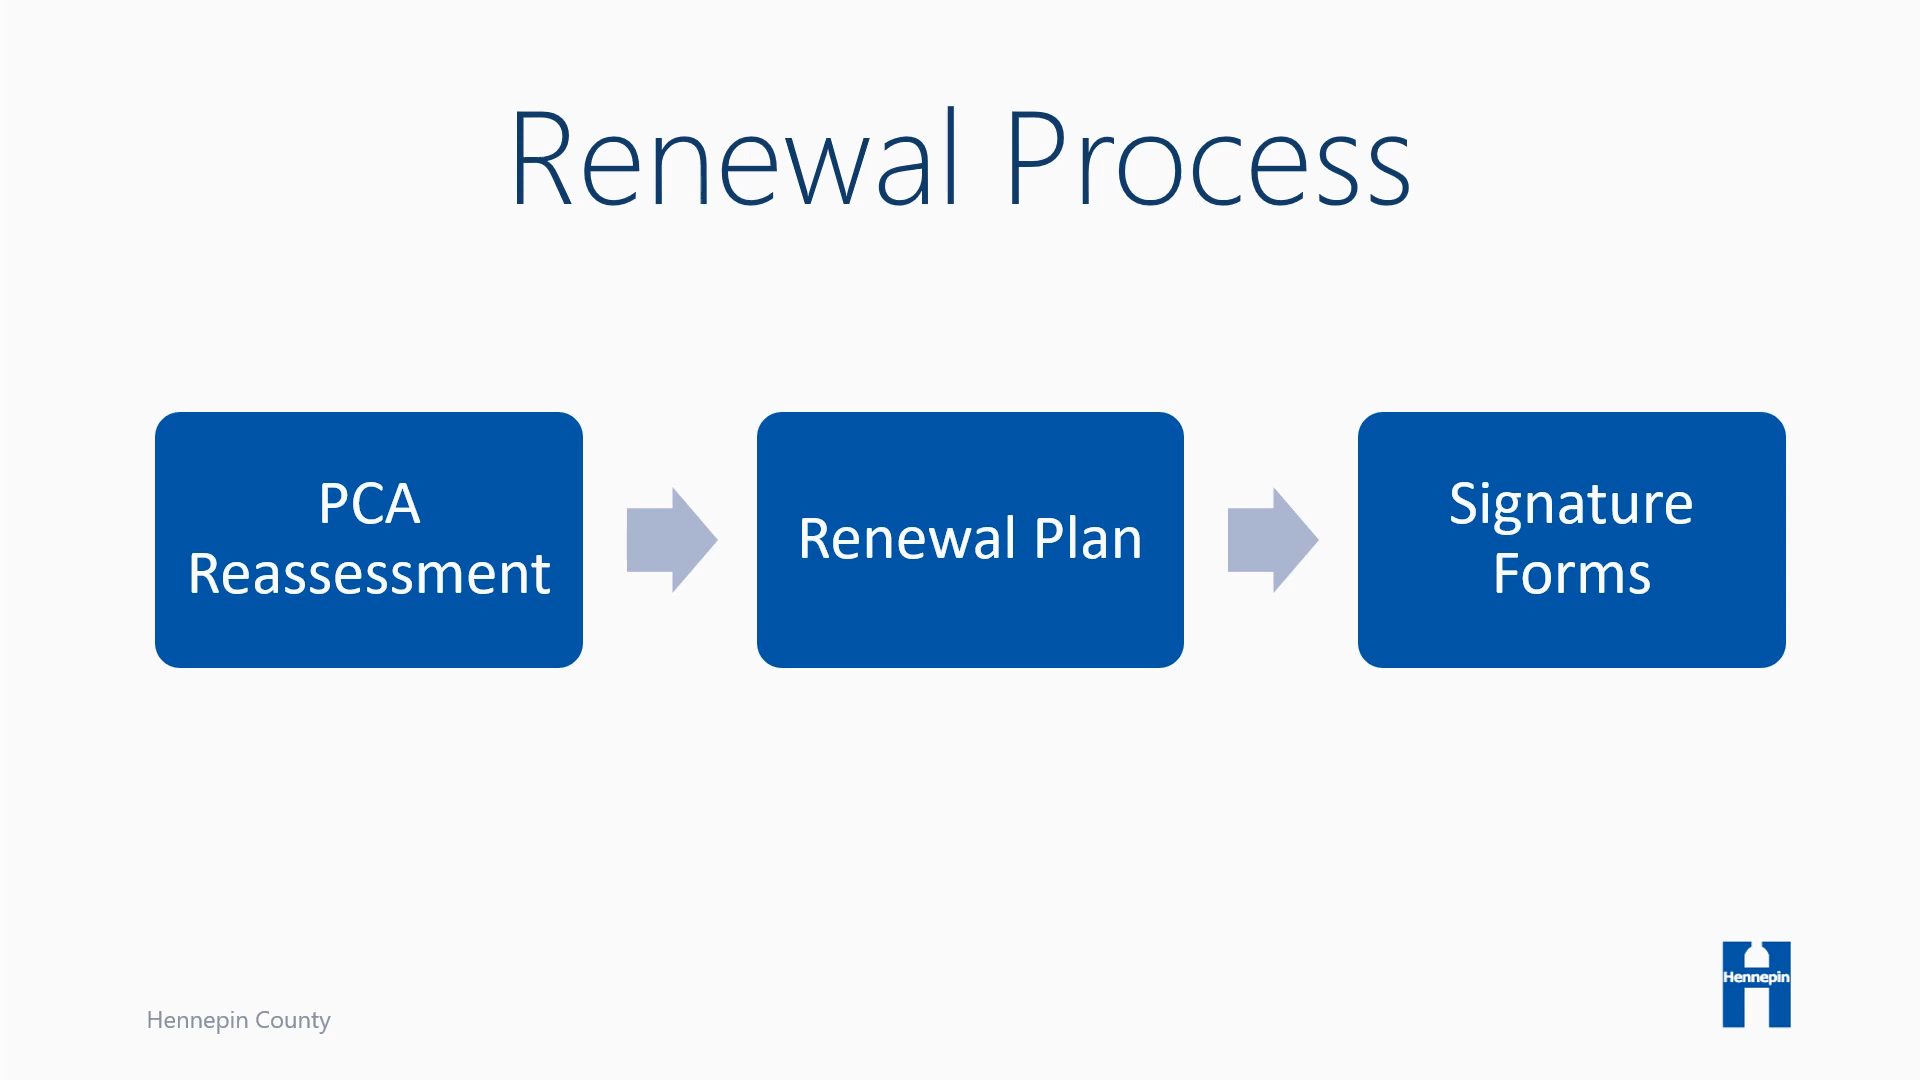 Renewal Process
PCA
Reassessment
Renewal Plan
Signature
Forms
Hennepin
Hennepin County